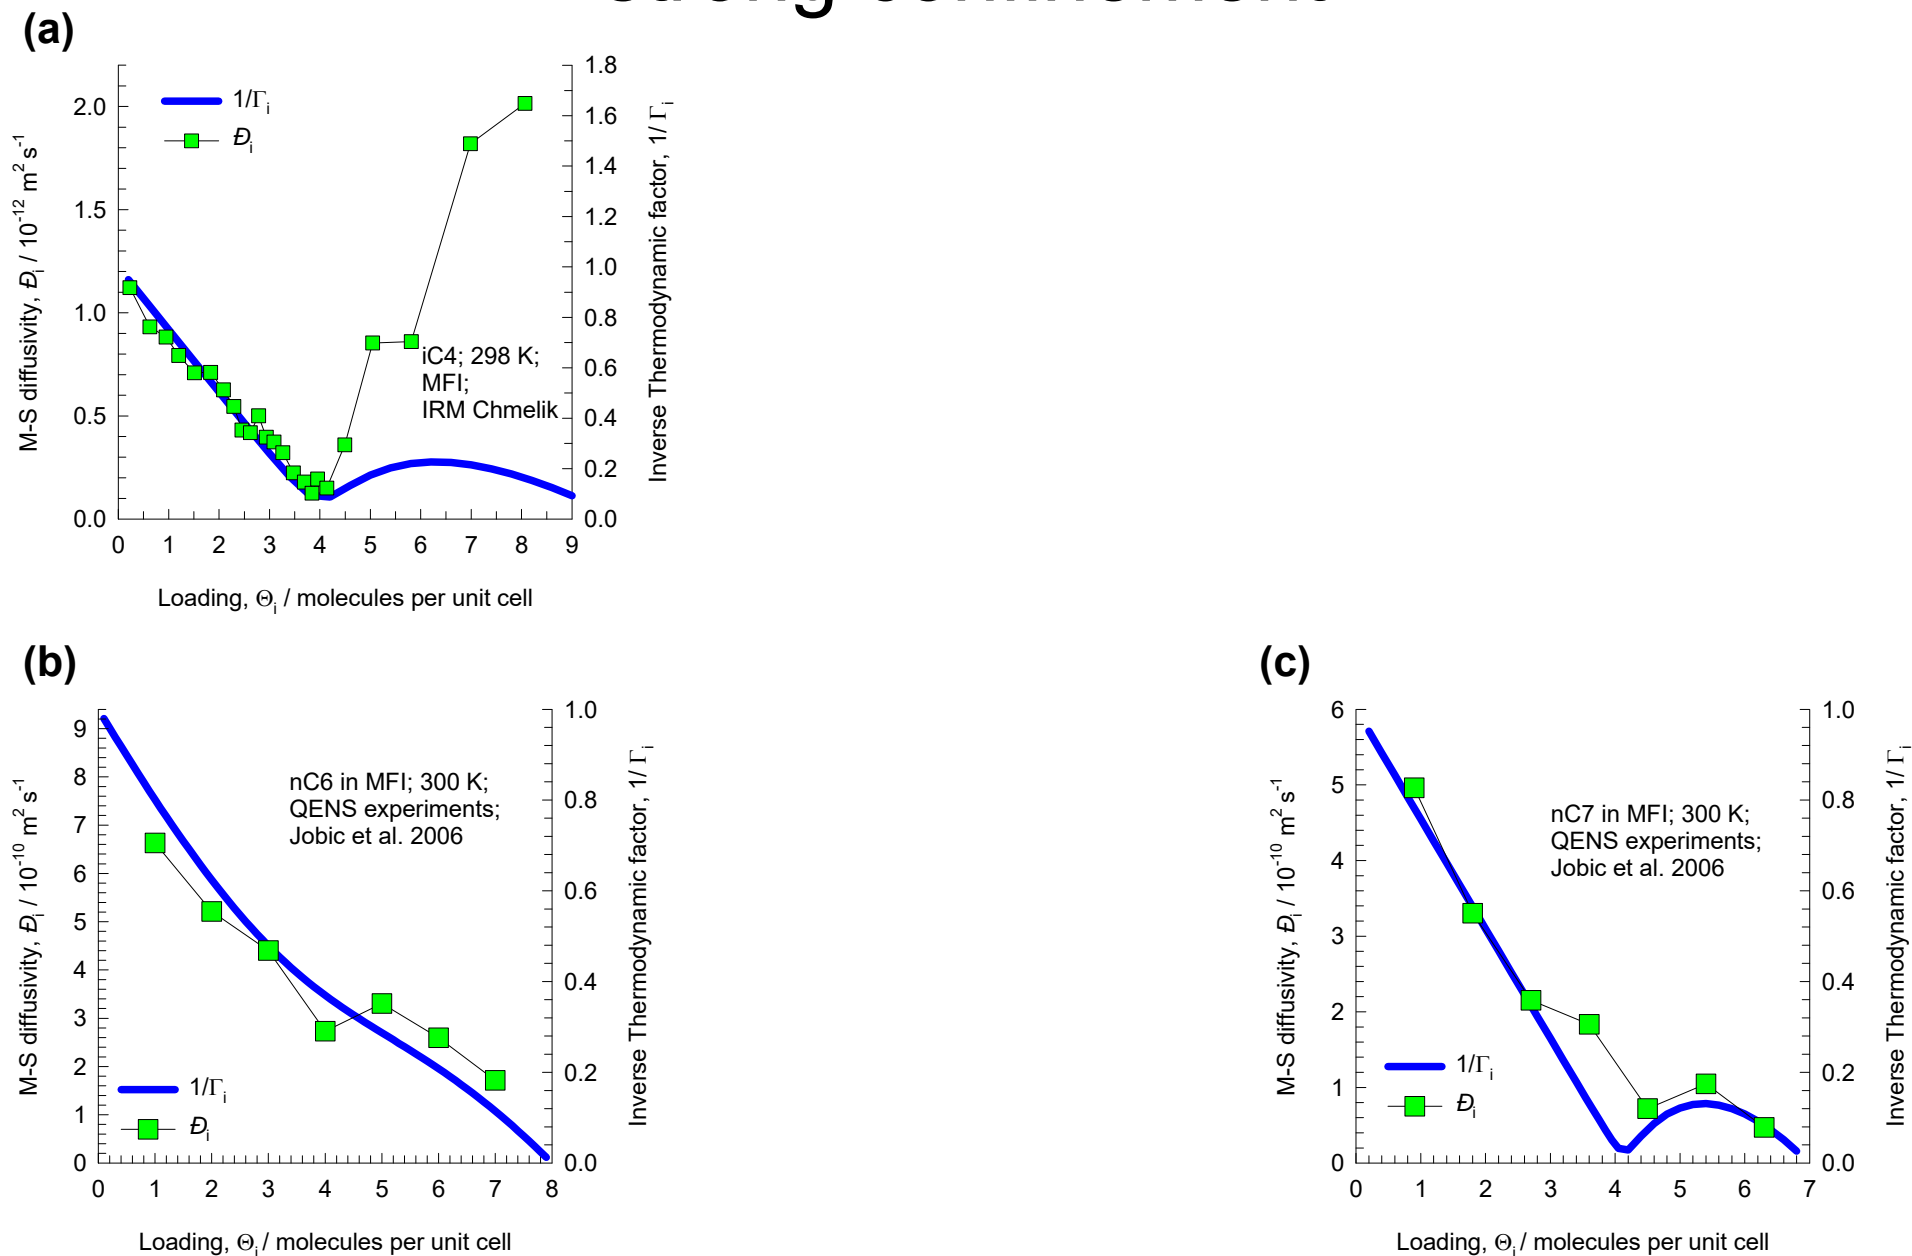 strong confinement
(a)
1/Γi
Đi
iC4; 298 K;
MFI;
IRM Chmelik
M-S diffusivity, Đi / 10-12 m2 s-1
2.0
1.5
1.0
0.5
0.0
Inverse Thermodynamic factor, 1/Γi
1.8
1.6
1.4
1.2
1.0
0.8
0.6
0.4
0.2
0.0
0 1 2 3 4 5 6 7 8 9
Loading, Θi / molecules per unit cell
(b)
nC6 in MFI; 300 K;
QENS experiments;
Jobic et al. 2006
1/Γi
Đi
M-S diffusivity, Đi / 10-10 m2 s-1
9
8
7
6
5
4
3
2
1
0
Inverse Thermodynamic factor, 1/Γi
1.0
0.8
0.6
0.4
0.2
0.0
0 1 2 3 4 5 6 7 8
Loading, Θi / molecules per unit cell
(c)
nC7 in MFI; 300 K;
QENS experiments;
Jobic et al. 2006
1/Γi
Đi
M-S diffusivity, Đi / 10-10 m2 s-1
6
5
4
3
2
1
0
Inverse Thermodynamic factor, 1/Γi
1.0
0.8
0.6
0.4
0.2
0.0
0 1 2 3 4 5 6 7
Loading, Θi / molecules per unit cell